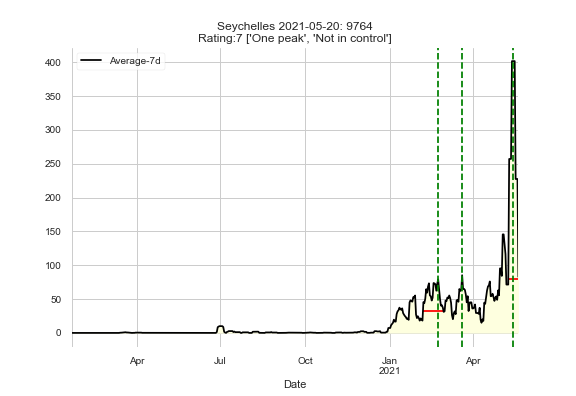 Seychelles 2021-05-20: 9764
Rating:7 ['One peak', 'Not in control']
Average-7d
400
350
300
250
200
150
100
50
0
Apr
Jul
Oct
Jan
2021
Apr
Date